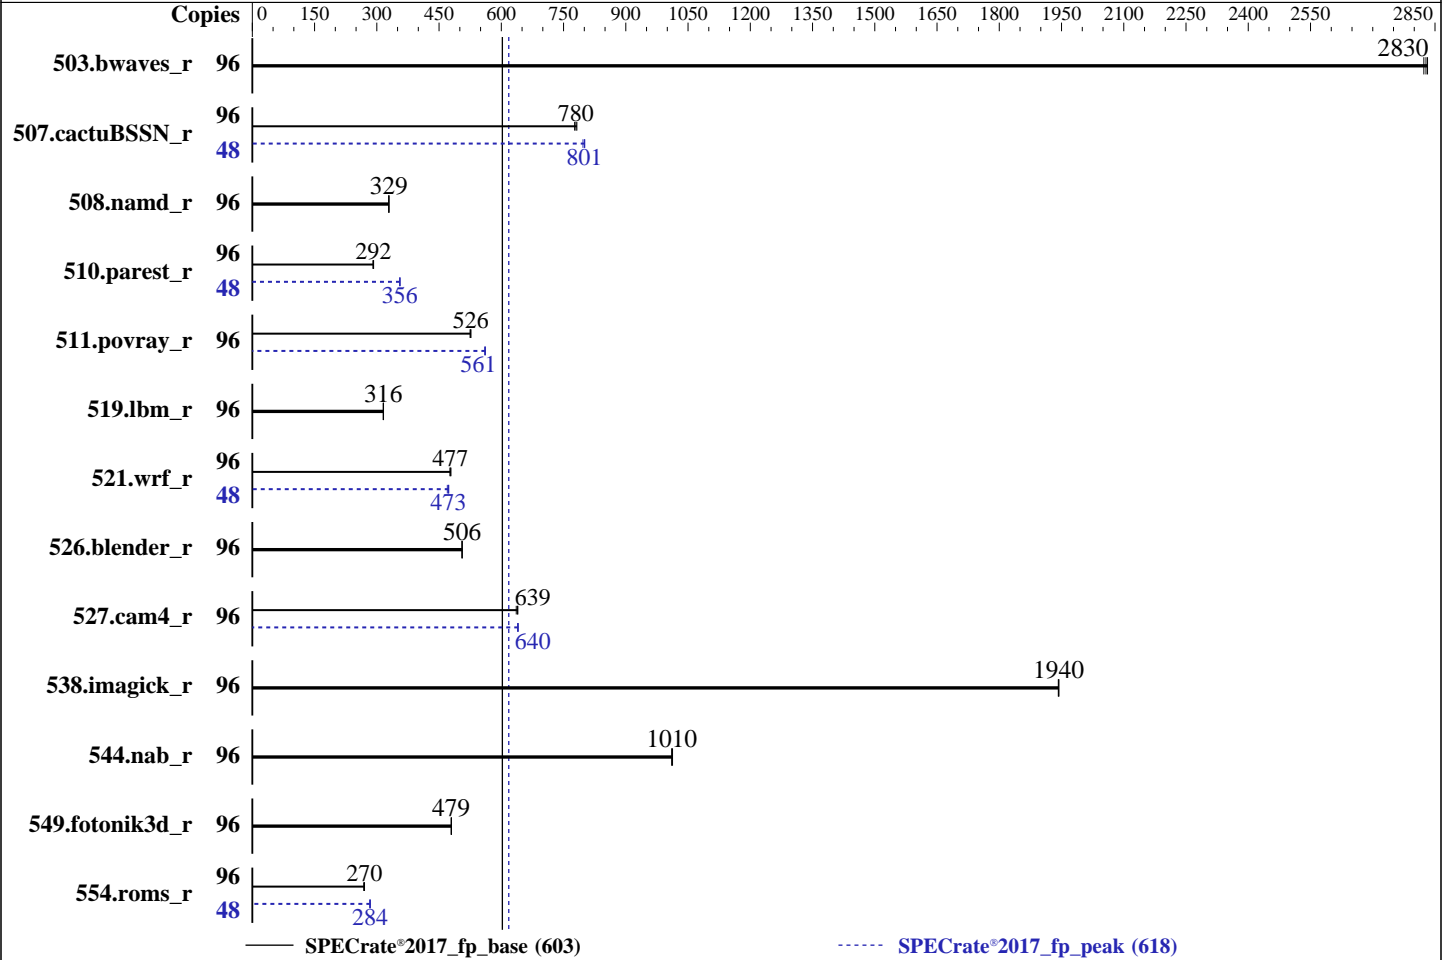 Copies 0 150 300 450 600 750 900 1050 1200 1350 1500 1650 1800 1950 2100 2250 2400 2550 2850
2830
503.bwaves_r 96
96 780
507.cactuBSSN_r
48 801
329
508.namd_r 96
96 292
510.parest_r
48 356
526
511.povray_r 96
561
316
519.lbm_r 96
96 477
521.wrf_r
48 473
506
526.blender_r 96
639
527.cam4_r 96
640
1940
538.imagick_r 96
1010
544.nab_r 96
479
549.fotonik3d_r 96
96 270
554.roms_r
48 284
SPECrate®2017_fp_base (603) SPECrate®2017_fp_peak (618)